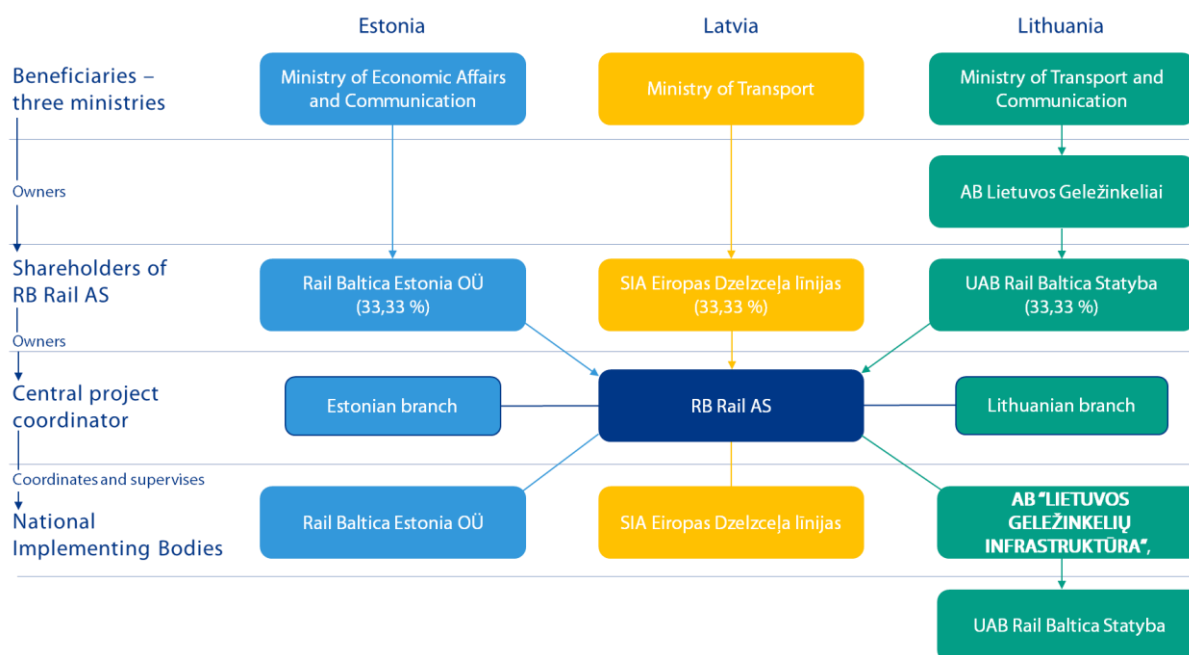 Estonia
Latvia
Lithuania
Beneficiaries –
three ministries
Ministry of Economic Affairs
and Communication
Ministry of Transport
Ministry of Transport and
Communication
Owners
AB Lietuvos Geležinkeliai
Shareholders of
RB Rail AS
Rail Baltica Estonia OÜ
(33,33 %)
SIA Eiropas Dzelzceļa līnijas
(33,33 %)
UAB Rail Baltica Statyba
(33,33 %)
Owners
Central project
coordinator
Estonian branch
RB Rail AS
Lithuanian branch
Coordinates and supervises
National
Implementing Bodies
Rail Baltica Estonia OÜ
SIA Eiropas Dzelzceļa līnijas
AB “LIETUVOS
GELEŽINKELIŲ
INFRASTRUKTŪRA”,
UAB Rail Baltica Statyba